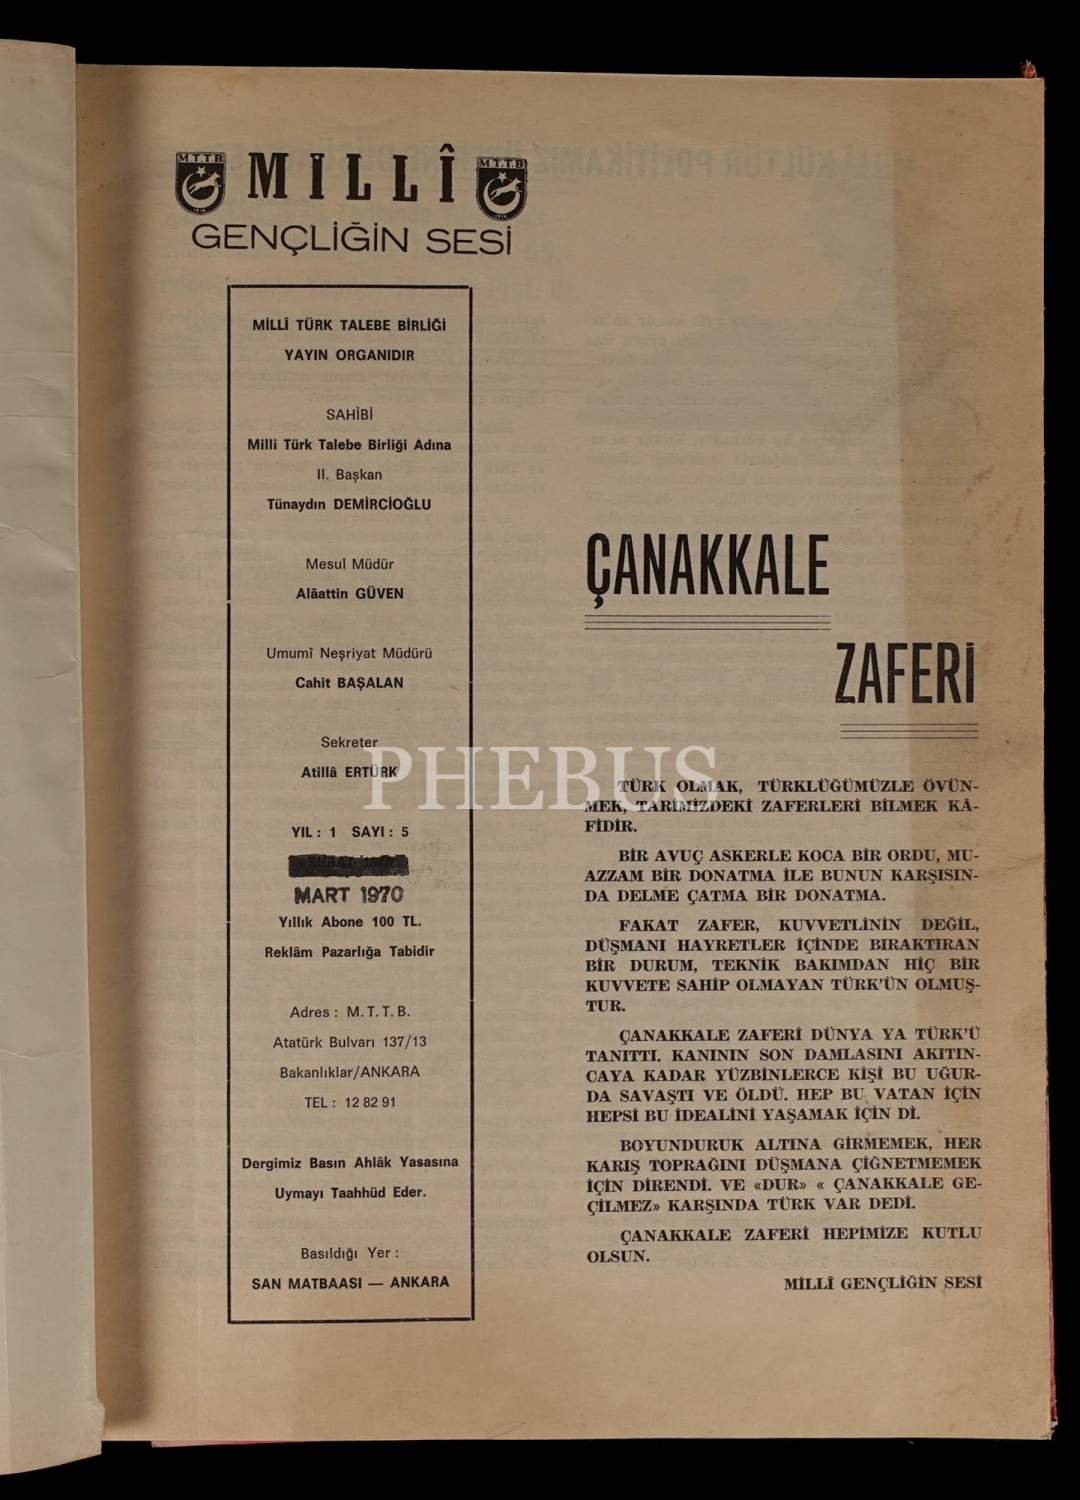 M.T.T.B
MİLLÎ
M.T.T.B
1916
GENÇLİĞİN SESİ
MİLLÎ TÜRK TALEBE BİRLİĞİ
YAYIN ORGANIDIR
SAHİBİ
Millî Türk Talebe Birliği Adına
II. Başkan
Tünaydın DEMİRCİOĞLU
Mesul Müdür
Alâattin GÜVEN
Umumî Neşriyat Müdürü
Cahit BAŞALAN
Sekreter
Atillâ ERTÜRK
YIL : 1 SAYI : 5
MART 1970
Yıllık Abone 100 TL.
Reklâm Pazarlığa Tabidir
Adres : M. T. T. B.
Atatürk Bulvarı 137/13
Bakanlıklar/ANKARA
TEL : 12 82 91
Dergimiz Basın Ahlâk Yasasına
Uymayı Taahhüd Eder.
Basıldığı Yer :
SAN MATBAASI — ANKARA
ÇANAKKALE
ZAFERİ
PHEBUS
TÜRK OLMAK, TÜRKLÜĞÜMÜZLE ÖVÜN-
MEK, TARİMİZDEKİ ZAFERLERİ BİLMEK KÂ-
FİDİR.
BİR AVUÇ ASKERLE KOCA BİR ORDU, MU-
AZZAM BİR DONATMA İLE BUNUN KARŞISIN-
DA DELME ÇATMA BİR DONATMA.
FAKAT ZAFER, KUVVETLİNİN DEĞİL,
DÜŞMANI HAYRETLER İÇİNDE BIRAKTIRAN
BİR DURUM, TEKNİK BAKIMDAN HİÇ BİR
KUVVETE SAHİP OLMAYAN TÜRK'ÜN OLMUŞ-
TUR.
ÇANAKKALE ZAFERİ DÜNYA YA TÜRK'Ü
TANITTI. KANININ SON DAMLASINI AKITIN-
CAYA KADAR YÜZBİNLERCE KİŞİ BU UĞUR-
DA SAVAŞTI VE ÖLDÜ. HEP BU VATAN İÇİN
HEPSİ BU İDEALİNİ YAŞAMAK İÇİN Dİ.
BOYUNDURUK ALTINA GİRMEMEK, HER
KARIŞ TOPRAĞINI DÜŞMANA ÇİĞNETMEMEK
İÇİN DİRENDİ. VE «DUR» « ÇANAKKALE GE-
ÇİLMEZ» KARŞINDA TÜRK VAR DEDİ.
ÇANAKKALE ZAFERİ HEPİMİZE KUTLU
OLSUN.
MİLLÎ GENÇLİĞİN SESİ